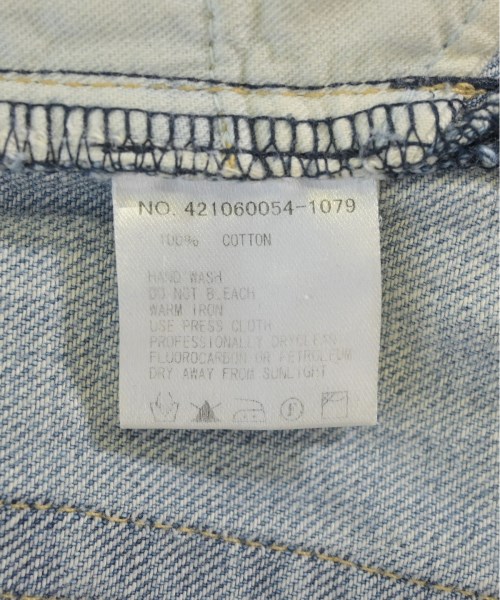 NO. 421060054-1079
100% COTTON
HAND WASH
DO NOT BLEACH
WARM IRON
USE PRESS CLOTH
PROFESSIONALLY DRYCLEAN
FLUOROCARBON OR PETROLEUM
DRY AWAY FROM SUNLIGHT
F